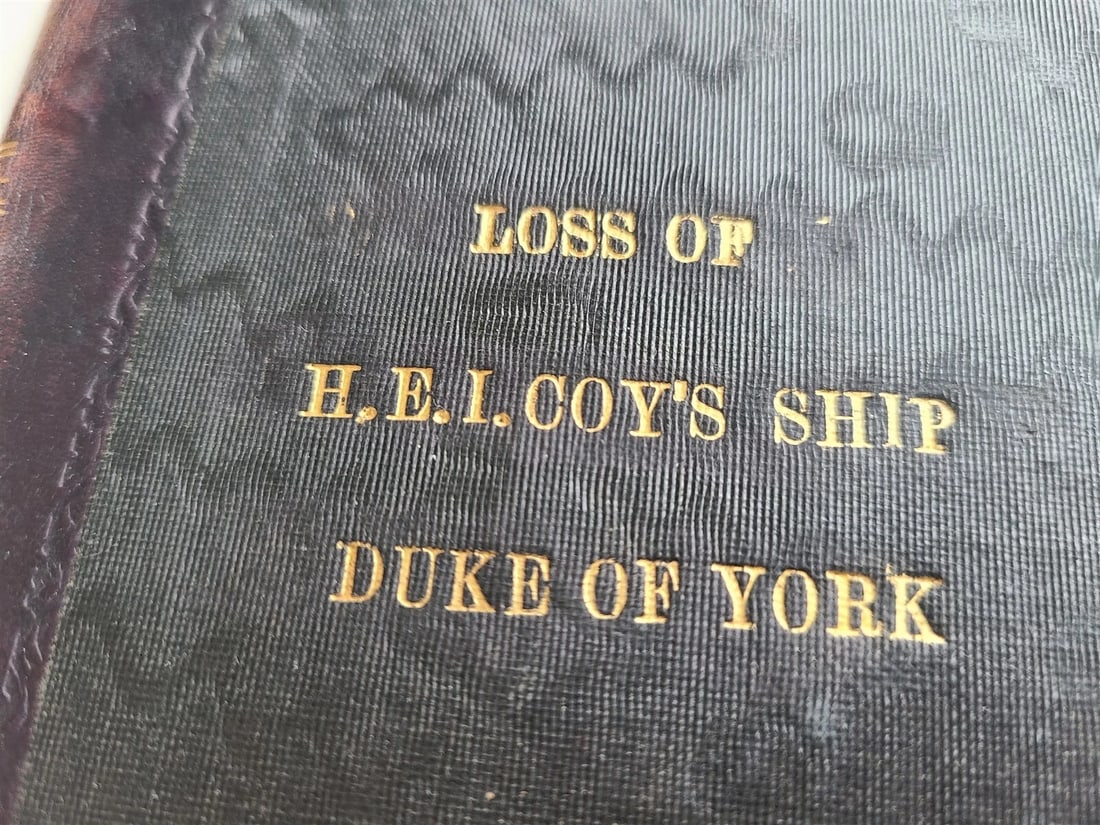 LOSS OF
H.E.I.COY'S SHIP
DUKE OF YORK